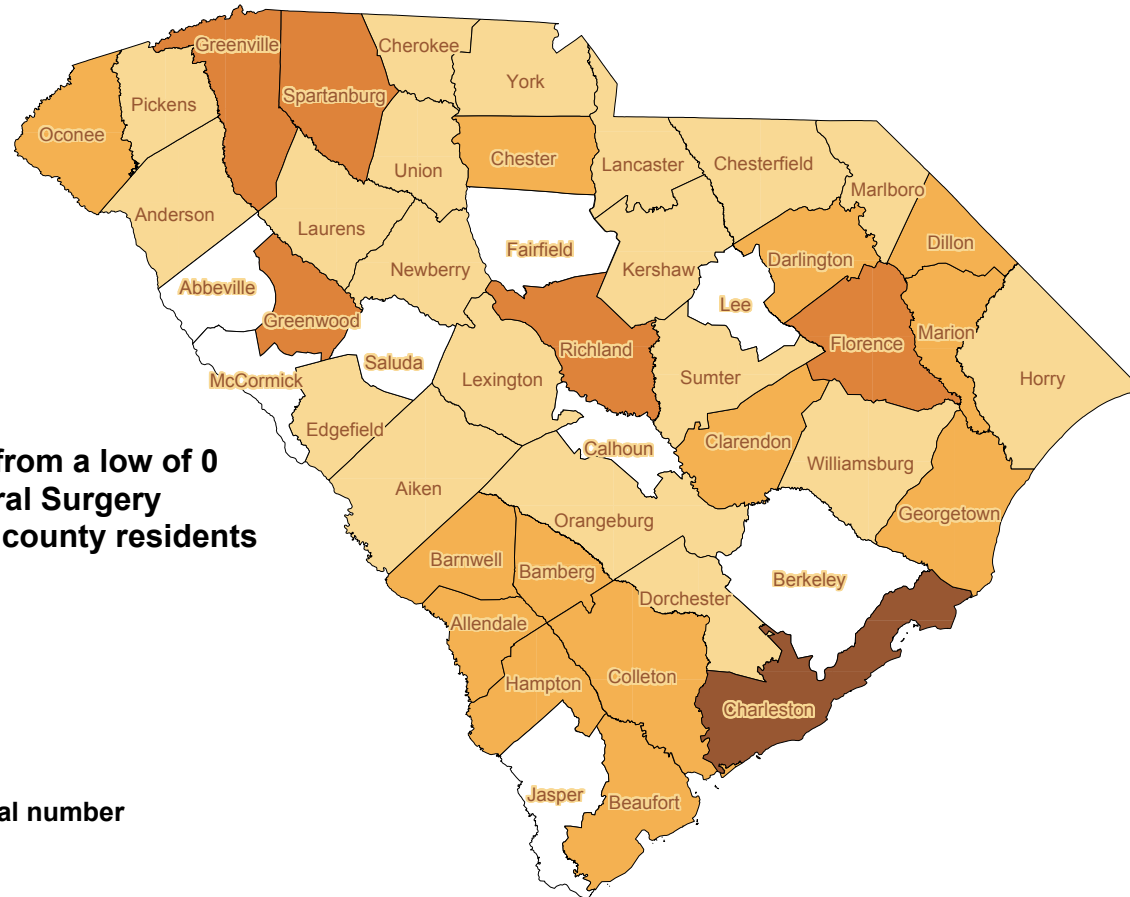 Greenville
Cherokee
York
Spartanburg
Pickens
Oconee
Chester
Union
Lancaster
Chesterfield
Marlboro
Anderson
Laurens
Fairfield
Dillon
Newberry
Kershaw
Darlington
Abbeville
Lee
Greenwood
Marion
Florence
Richland
Saluda
McCormick
Lexington
Sumter
Horry
Edgefield
Clarendon
Calhoun
Williamsburg
from a low of 0
ral Surgery
county residents
Aiken
Orangeburg
Georgetown
Barnwell
Bamberg
Berkeley
Dorchester
Allendale
Colleton
Hampton
Charleston
Jasper
Beaufort
al number